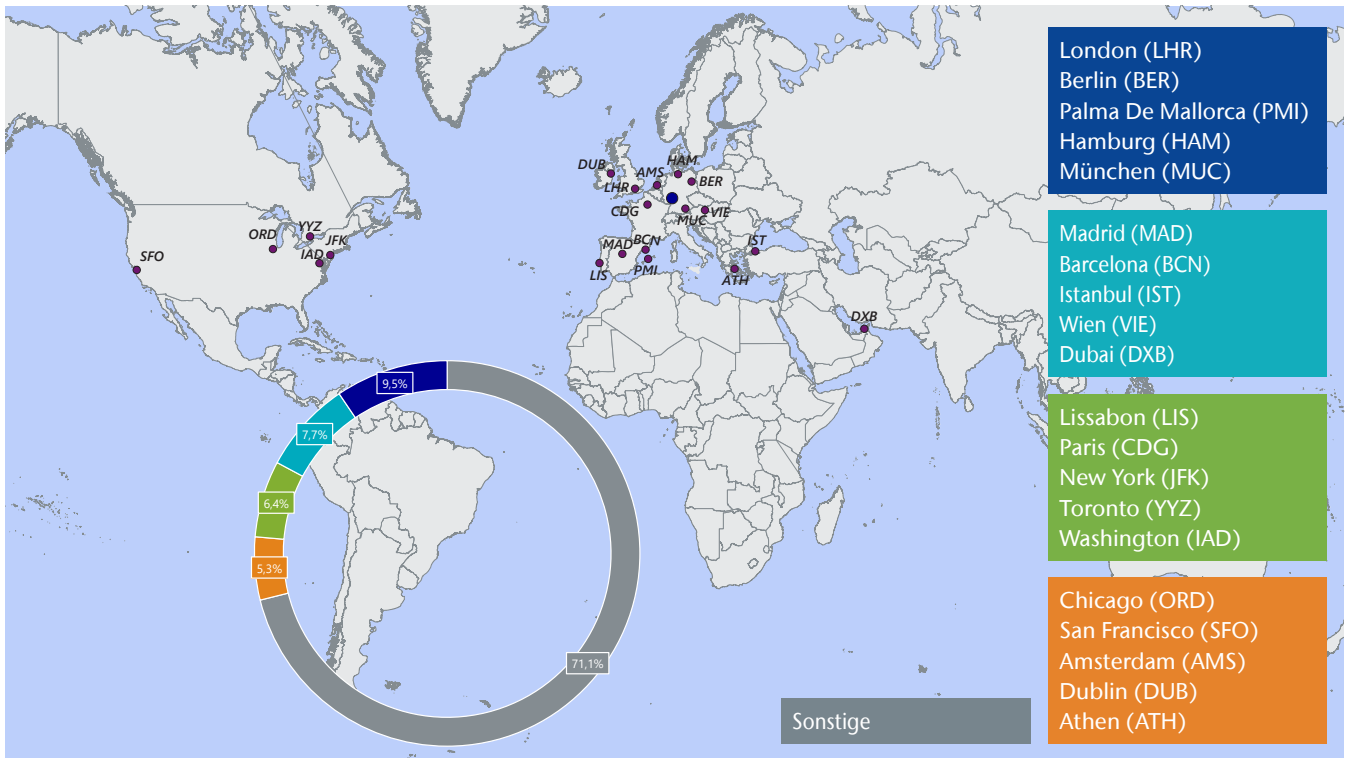 London (LHR)
Berlin (BER)
Palma De Mallorca (PMI)
Hamburg (HAM)
München (MUC)
Madrid (MAD)
Barcelona (BCN)
Istanbul (IST)
Wien (VIE)
Dubai (DXB)
Lissabon (LIS)
Paris (CDG)
New York (JFK)
Toronto (YYZ)
Washington (IAD)
Chicago (ORD)
San Francisco (SFO)
Amsterdam (AMS)
Dublin (DUB)
Athen (ATH)
Sonstige
DUB
HAM
AMS
BER
LHR
CDG
MUC
VIE
YYZ
ORD
JFK
IAD
SFO
MAD
BCN
IST
LIS
PMI
ATH
DXB
9,5%
7,7%
6,4%
5,3%
71,1%